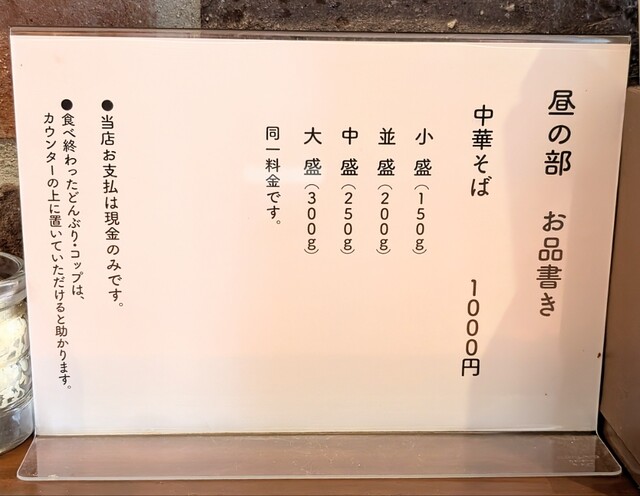 昼の部 お品書き
中華そば 1000円
小盛(150g)
並盛(200g)
中盛(250g)
大盛(300g)
同一料金です。
●当店お支払は現金のみです。
●食べ終わったどんぶり・コップは、
カウンターの上に置いていただけると助かります。